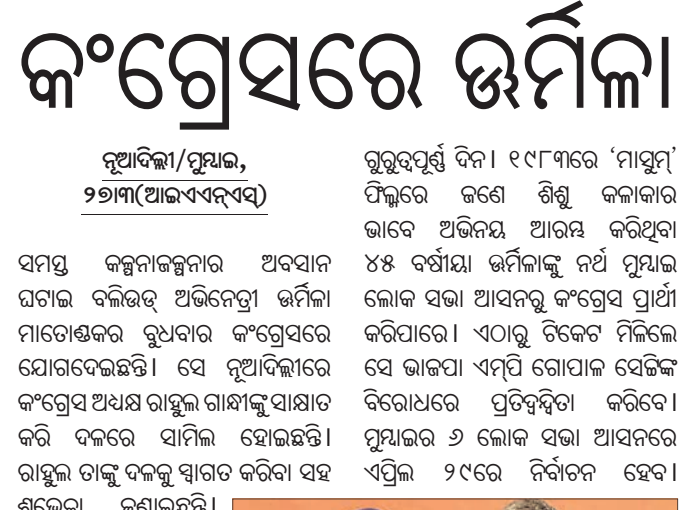 କଂଗ୍ରେସରେ ଊର୍ମିଳା
ନୂଆଦିଲ୍ଲୀ/ମୁମ୍ବାଇ,
୨୭ା୩(ଆଇଏଏନ୍ଏସ୍)
ସମସ୍ତ କଳ୍ପନାଜଳ୍ପନାର ଅବସାନ
ଘଟାଇ ବଲିଉଡ୍ ଅଭିନେତ୍ରୀ ଊର୍ମିଳା
ମାତୋଣ୍ଡକର ବୁଧବାର କଂଗ୍ରେସରେ
ଯୋଗଦେଇଛନ୍ତି। ସେ ନୂଆଦିଲ୍ଲୀରେ
କଂଗ୍ରେସ ଅଧ୍ୟକ୍ଷ ରାହୁଲ ଗାନ୍ଧୀଙ୍କୁ ସାକ୍ଷାତ
କରି ଦଳରେ ସାମିଲ ହୋଇଛନ୍ତି।
ରାହୁଲ ତାଙ୍କୁ ଦଳକୁ ସ୍ୱାଗତ କରିବା ସହ
ଗୁରୁତ୍ୱପୂର୍ଣ୍ଣ ଦିନ। ୧୯୮୩ରେ ‘ମାସୁମ୍’
ଫିଲ୍ମରେ ଜଣେ ଶିଶୁ କଳାକାର
ଭାବେ ଅଭିନୟ ଆରମ୍ଭ କରିଥିବା
୪୫ ବର୍ଷୀୟା ଊର୍ମିଳାଙ୍କୁ ନର୍ଥ ମୁମ୍ବାଇ
ଲୋକ ସଭା ଆସନରୁ କଂଗ୍ରେସ ପ୍ରାର୍ଥୀ
କରିପାରେ। ଏଠାରୁ ଟିକେଟ ମିଳିଲେ
ସେ ଭାଜପା ଏମ୍ପି ଗୋପାଳ ସେଟ୍ଟିଙ୍କ
ବିରୋଧରେ ପ୍ରତିଦ୍ୱନ୍ଦ୍ୱିତା କରିବେ।
ମୁମ୍ବାଇର ୬ ଲୋକ ସଭା ଆସନରେ
ଏପ୍ରିଲ ୨୯ରେ ନିର୍ବାଚନ ହେବ।